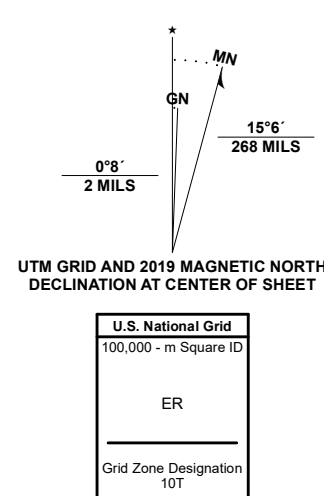 ★
MN
GN
15°6´
268 MILS
0°8´
2 MILS
UTM GRID AND 2019 MAGNETIC NORTH
DECLINATION AT CENTER OF SHEET
U.S. National Grid
100,000 - m Square ID
ER
Grid Zone Designation
10T